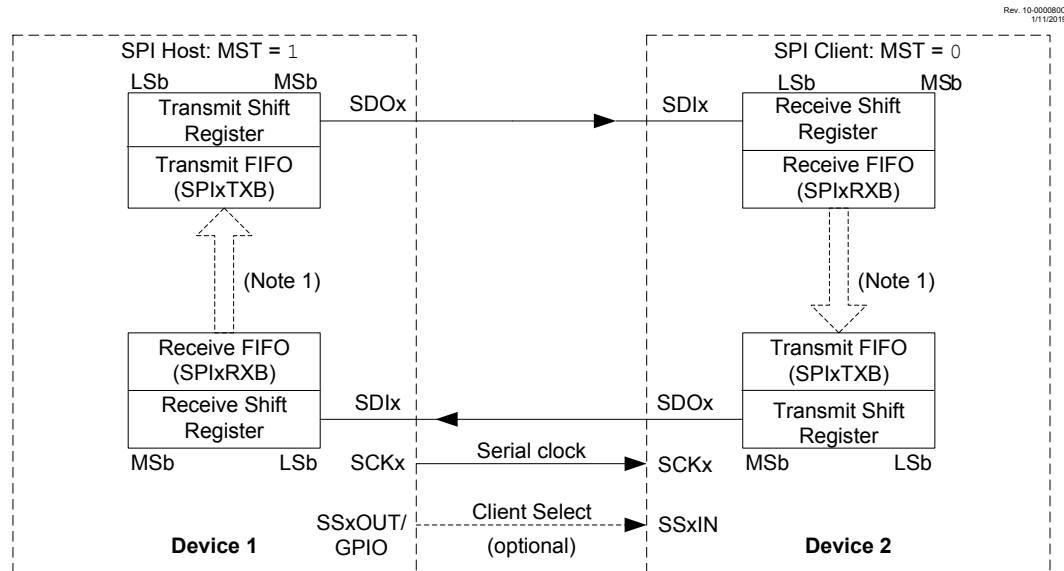 Rev. 10-000080C
1/11/2019
SPI Host: MST = 1
SPI Client: MST = 0
LSb MSb
LSb MSb
Transmit Shift
Register
SDOx
SDIx
Receive Shift
Register
Transmit FIFO
(SPIxTXB)
Receive FIFO
(SPIxRXB)
(Note 1)
(Note 1)
Receive FIFO
(SPIxRXB)
Transmit FIFO
(SPIxTXB)
Receive Shift
Register
SDIx
SDOx
Transmit Shift
Register
MSb LSb
SCKx
Serial clock
SCKx
MSb LSb
SSxOUT/
GPIO
Client Select
(optional)
SSxIN
Device 1
Device 2